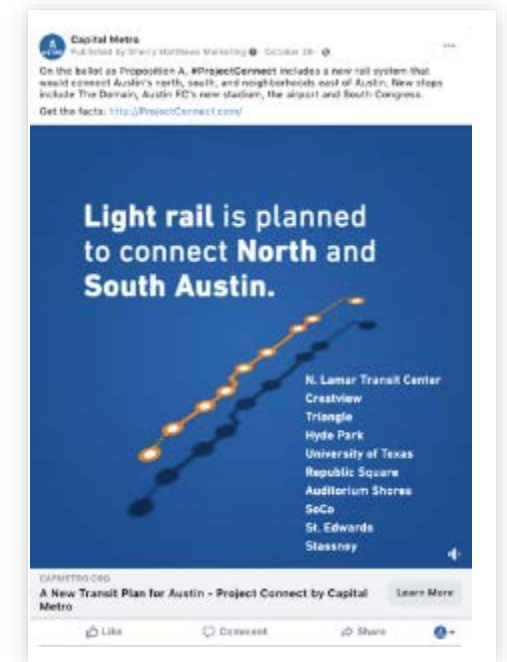 Capital Metro
Published by Sherry Matthews Marketing · October 29 ·
On the ballot as Proposition A, #ProjectConnect includes a new rail system that
would connect Austin's north, south, and neighborhoods east of Austin. New stops
include The Domain, Austin FC's new stadium, the airport and South Congress.
Get the facts: http://ProjectConnect.com/
Light rail is planned
to connect North and
South Austin.
N. Lamar Transit Center
Crestview
Triangle
Hyde Park
University of Texas
Republic Square
Auditorium Shores
SoCo
St. Edwards
Stassney
CAPMETRO.ORG
A New Transit Plan for Austin - Project Connect by Capital
Metro
Learn More
Like
Comment
Share